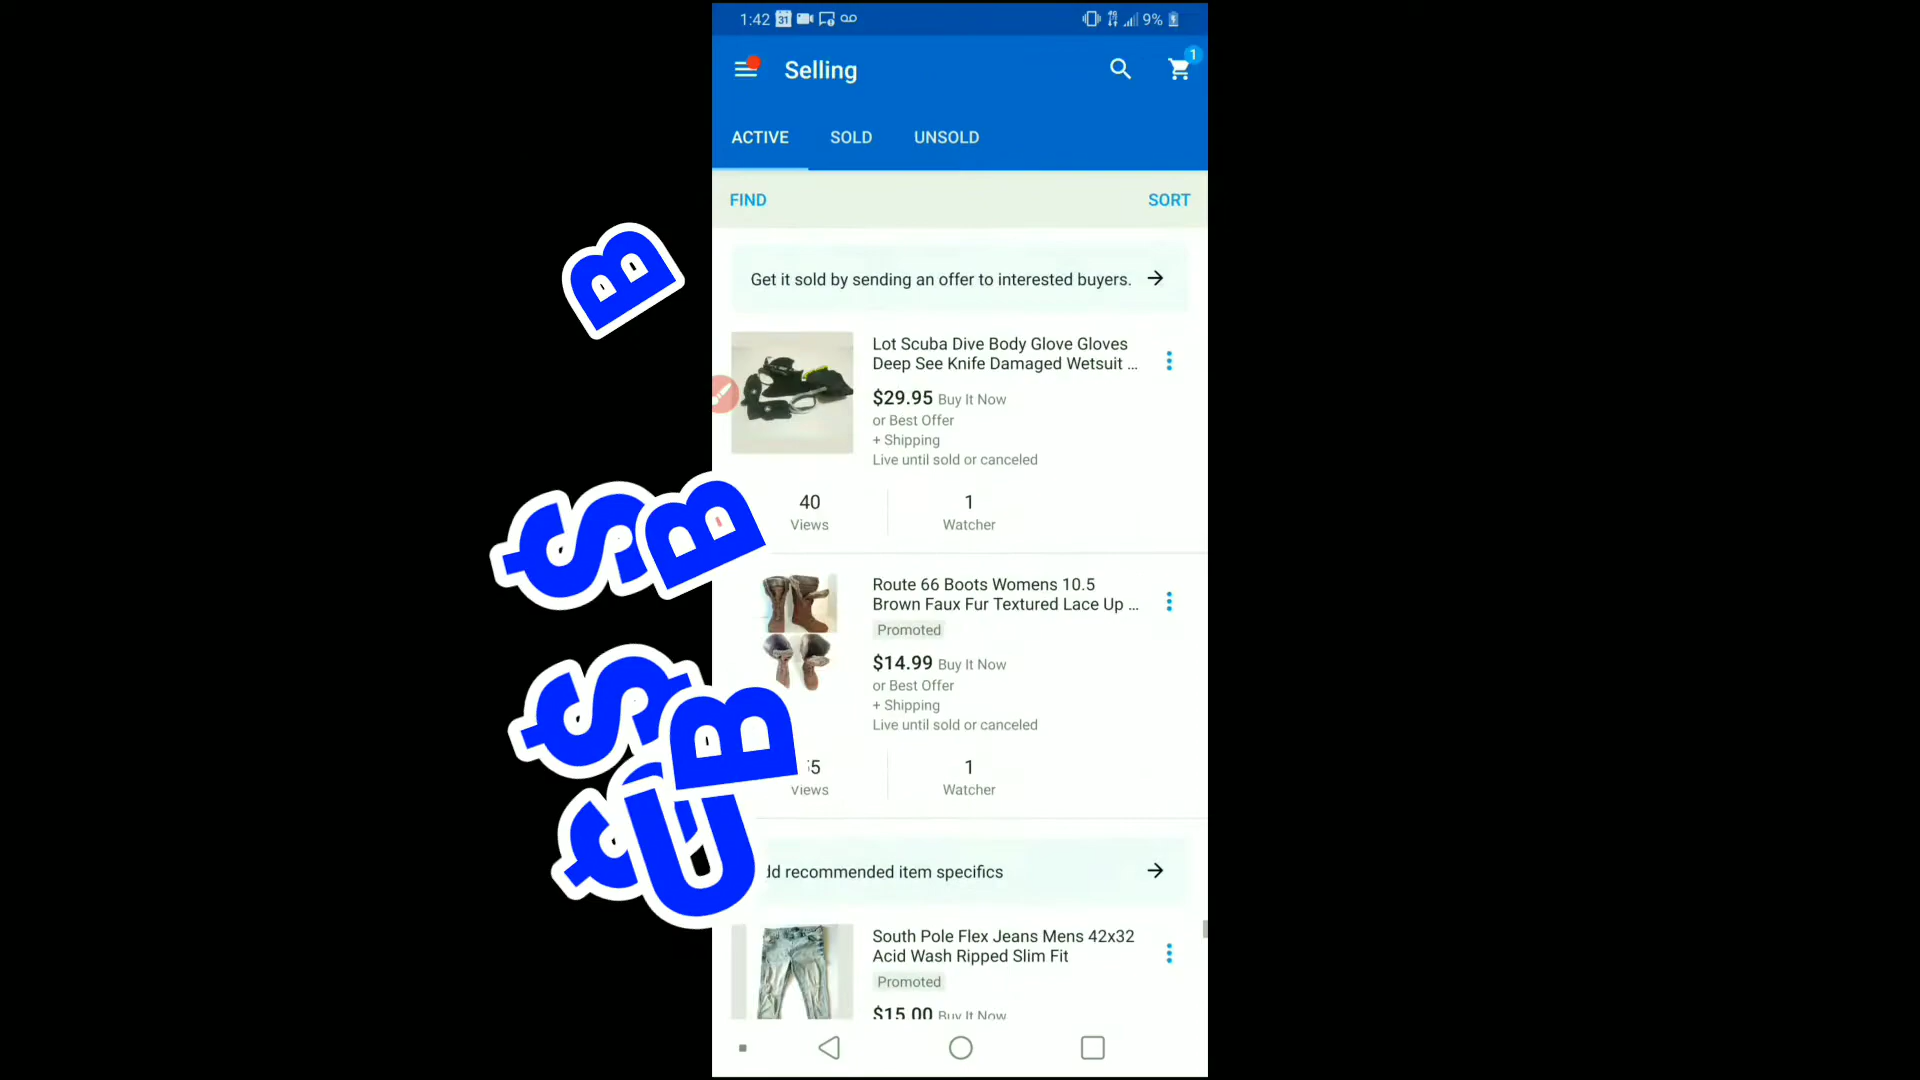 1:42 31 9%
Selling 1
ACTIVE SOLD UNSOLD
FIND SORT
Get it sold by sending an offer to interested buyers.
Lot Scuba Dive Body Glove Gloves
Deep See Knife Damaged Wetsuit ...
$29.95 Buy It Now
or Best Offer
+ Shipping
Live until sold or canceled
40 1
Views Watcher
Route 66 Boots Womens 10.5
Brown Faux Fur Textured Lace Up ...
Promoted
$14.99 Buy It Now
or Best Offer
+ Shipping
Live until sold or canceled
1
Views Watcher
recommended item specifics
South Pole Flex Jeans Mens 42x32
Acid Wash Ripped Slim Fit
Promoted
$15.00 Buy It Now
B
S
B
S
B
S
U